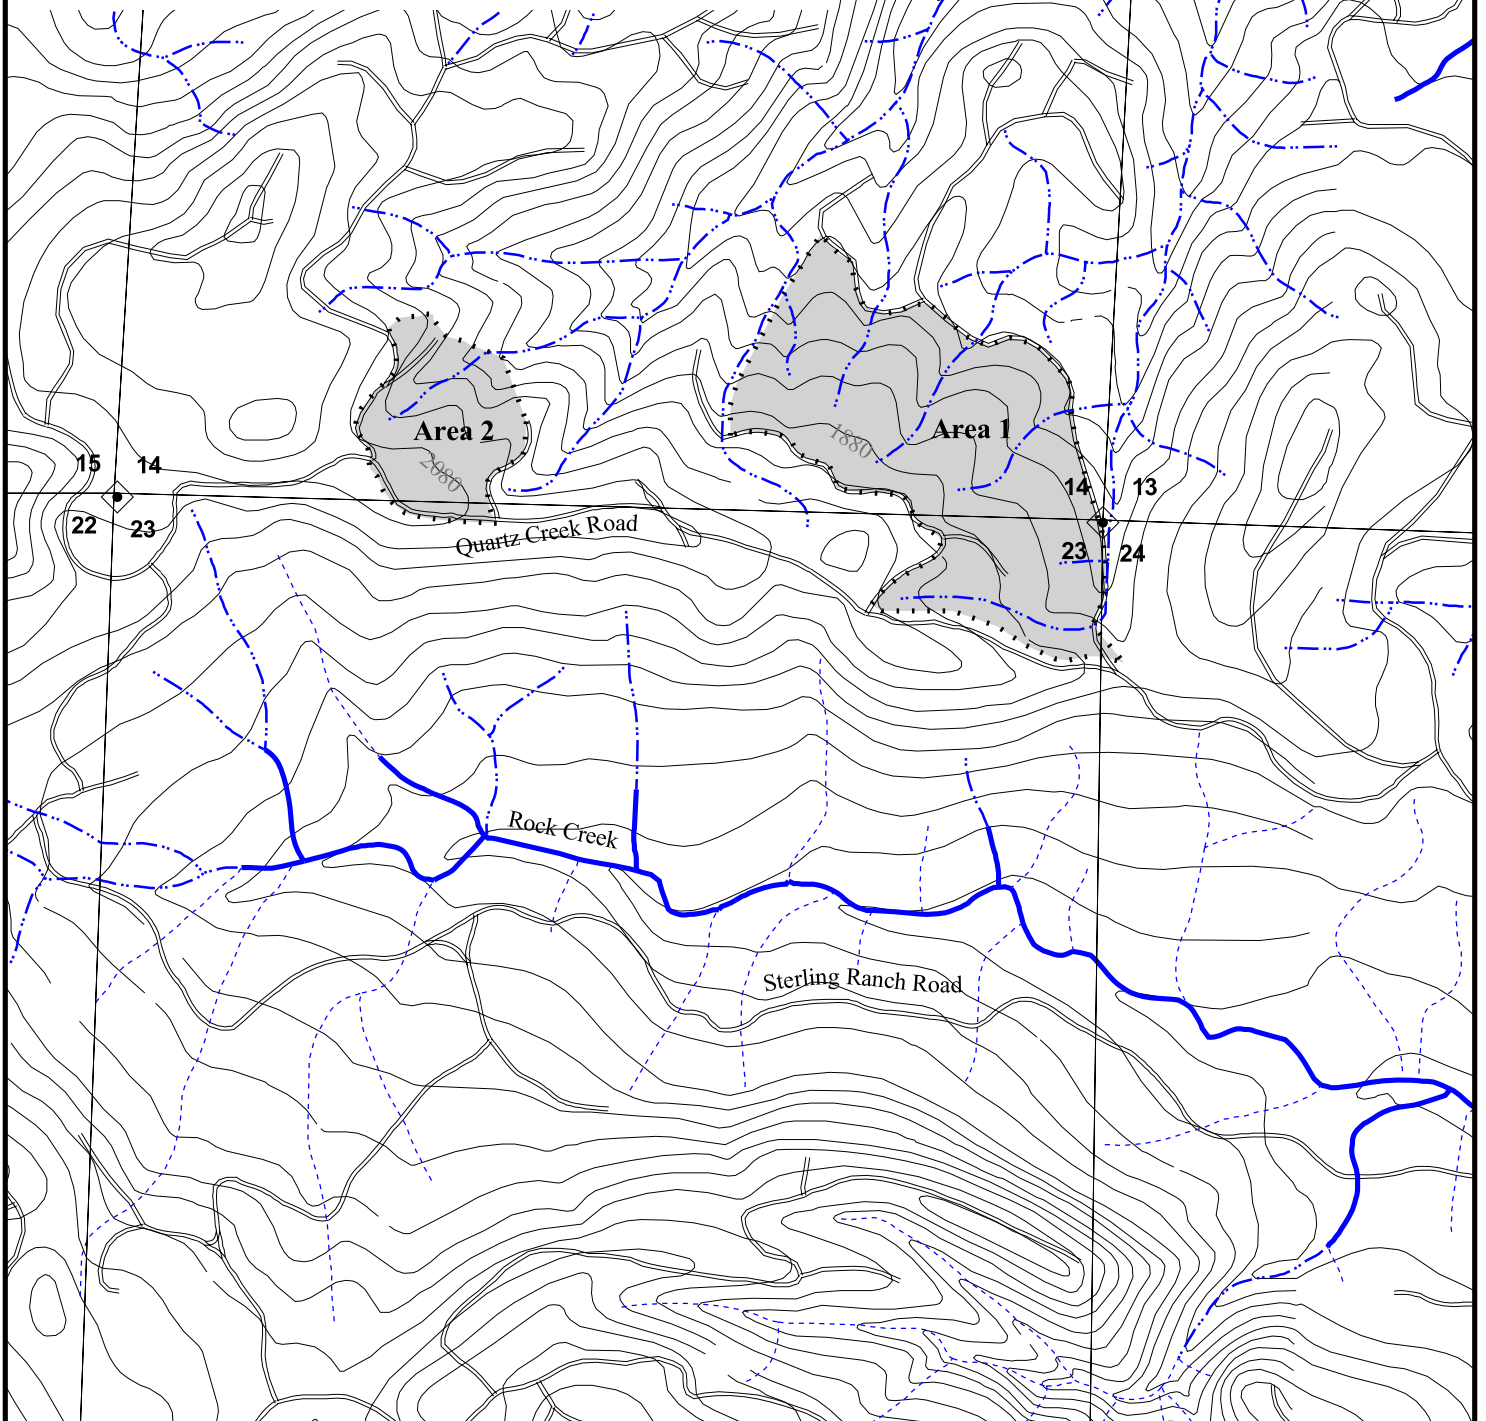 1880
Area 1
Area 2
2080
15 14
14 13
22 23
Quartz Creek Road
23 24
Rock Creek
Sterling Ranch Road